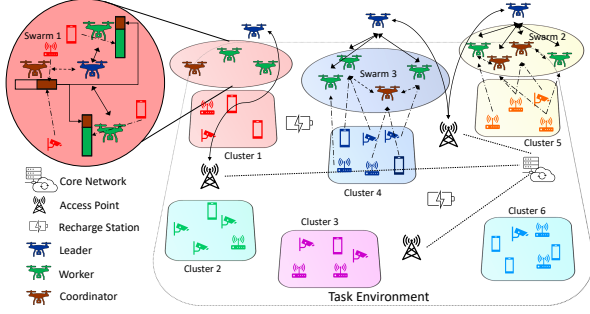 Swarm 1
Swarm 2
Swarm 3
Cluster 1
Cluster 4
Cluster 5
Core Network
Access Point
Recharge Station
Leader
Worker
Coordinator
Cluster 2
Cluster 3
Cluster 6
Task Environment